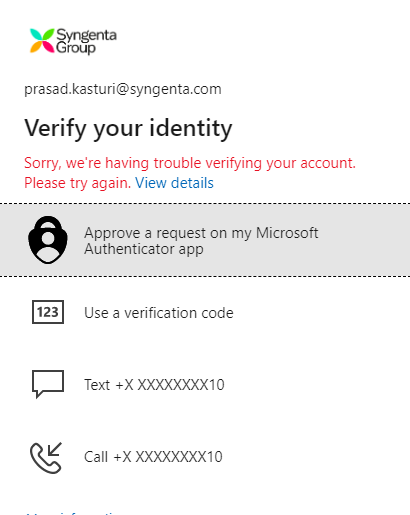 Syngenta
Group
prasad.kasturi@syngenta.com
Verify your identity
Sorry, we're having trouble verifying your account.
Please try again. View details
Approve a request on my Microsoft
Authenticator app
123
Use a verification code
Text +X XXXXXXXX10
Call +X XXXXXXXX10